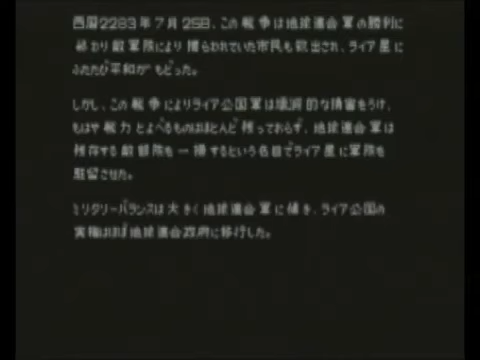 西暦2283年7月26日、この戦争は地球連合軍の勝利に
終わり敵軍隊により捕らわれていた市民も救出され、ライア星に
ふたたび平和が もどった。
しかし、この戦争によりライア公国軍は壊滅的な損害をうけ、
もはや戦力とよべるものはほとんど残っておらず、地球連合軍は
残存する敵部隊を一掃するという名目でライア星に軍隊を
駐留させた。
ミリタリーバランスは大きく地球連合軍に傾き、ライア公国の
実権はほぼ地球連合政府に移行した。